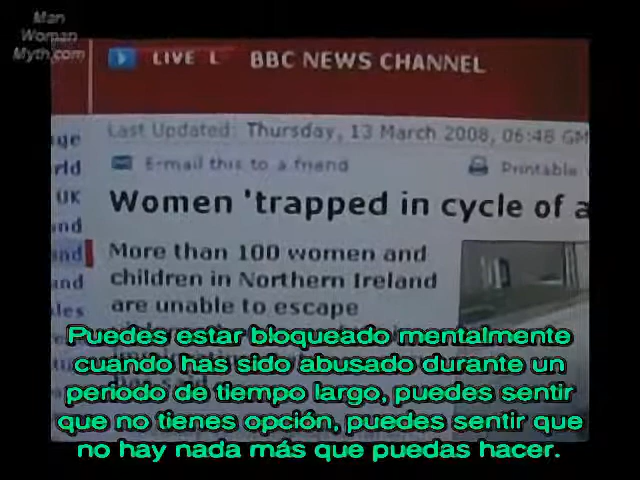 Man
Woman
Myth.com
LIVE
BBC NEWS CHANNEL
Last Updated: Thursday, 13 March 2008, 06:48 GM
E-mail this to a friend
Printable
UK
Women 'trapped in cycle of a
More than 100 women and
children in Northern Ireland
are unable to escape
Puedes estar bloqueado mentalmente
cuando has sido abusado durante un
periodo de tiempo largo, puedes sentir
que no tienes opción, puedes sentir que
no hay nada más que puedas hacer.